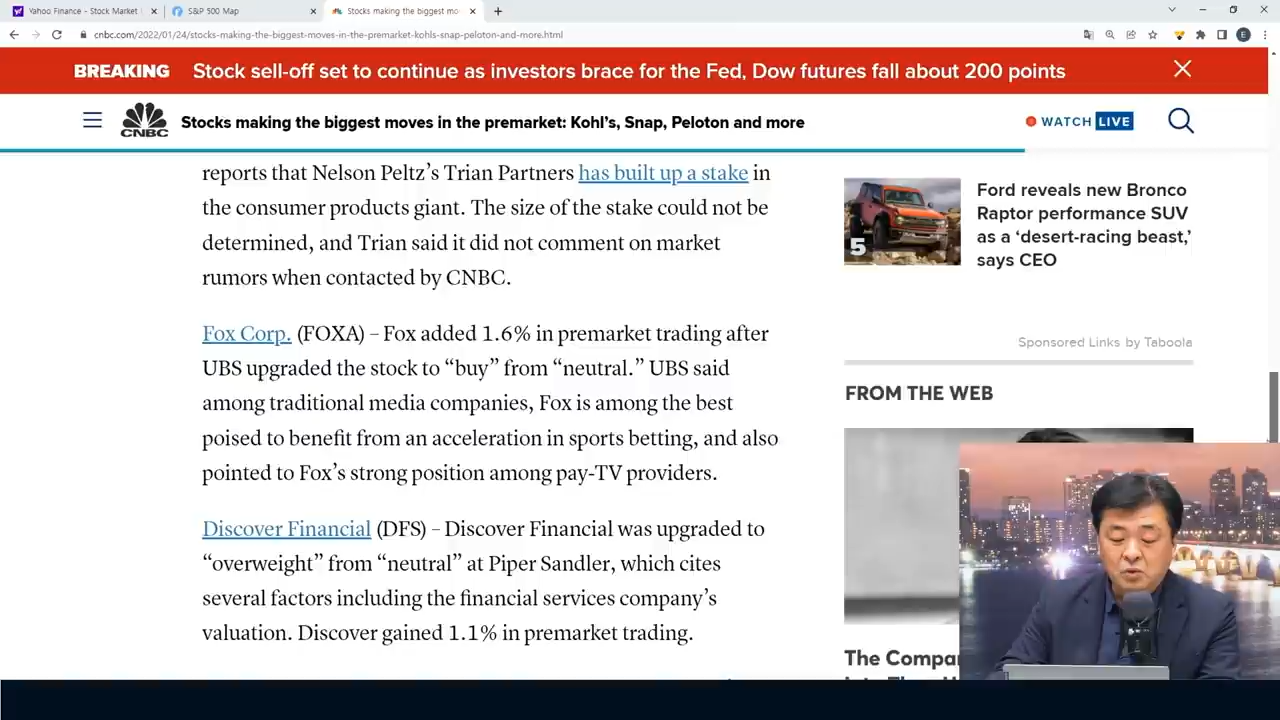 Yahoo Finance - Stock Market
S&P 500 Map
Stocks making the biggest mo
cnbc.com/2022/01/24/stocks-making-the-biggest-moves-in-the-premarket-kohls-snap-peloton-and-more.html
E
BREAKING
Stock sell-off set to continue as investors brace for the Fed, Dow futures fall about 200 points
CNBC
Stocks making the biggest moves in the premarket: Kohl’s, Snap, Peloton and more
WATCH LIVE
reports that Nelson Peltz’s Trian Partners has built up a stake in
the consumer products giant. The size of the stake could not be
determined, and Trian said it did not comment on market
rumors when contacted by CNBC.
Fox Corp. (FOXA) – Fox added 1.6% in premarket trading after
UBS upgraded the stock to “buy” from “neutral.” UBS said
among traditional media companies, Fox is among the best
poised to benefit from an acceleration in sports betting, and also
pointed to Fox’s strong position among pay-TV providers.
Discover Financial (DFS) – Discover Financial was upgraded to
“overweight” from “neutral” at Piper Sandler, which cites
several factors including the financial services company’s
valuation. Discover gained 1.1% in premarket trading.
5
Ford reveals new Bronco
Raptor performance SUV
as a ‘desert-racing beast,’
says CEO
Sponsored Links by Taboola
FROM THE WEB
The Compa